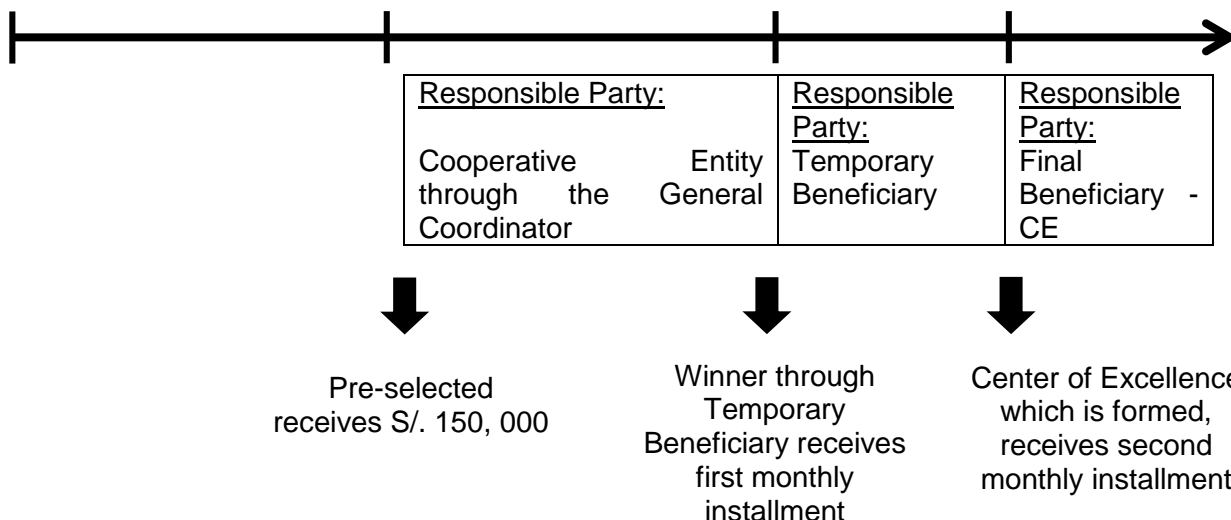 Responsible Party:
Cooperative Entity
through the General
Coordinator
Responsible
Party:
Temporary
Beneficiary
Responsible
Party:
Final
Beneficiary -
CE
Pre-selected
receives S/. 150, 000
Winner through
Temporary
Beneficiary receives
first monthly
installment
Center of Excellence
which is formed,
receives second
monthly installment